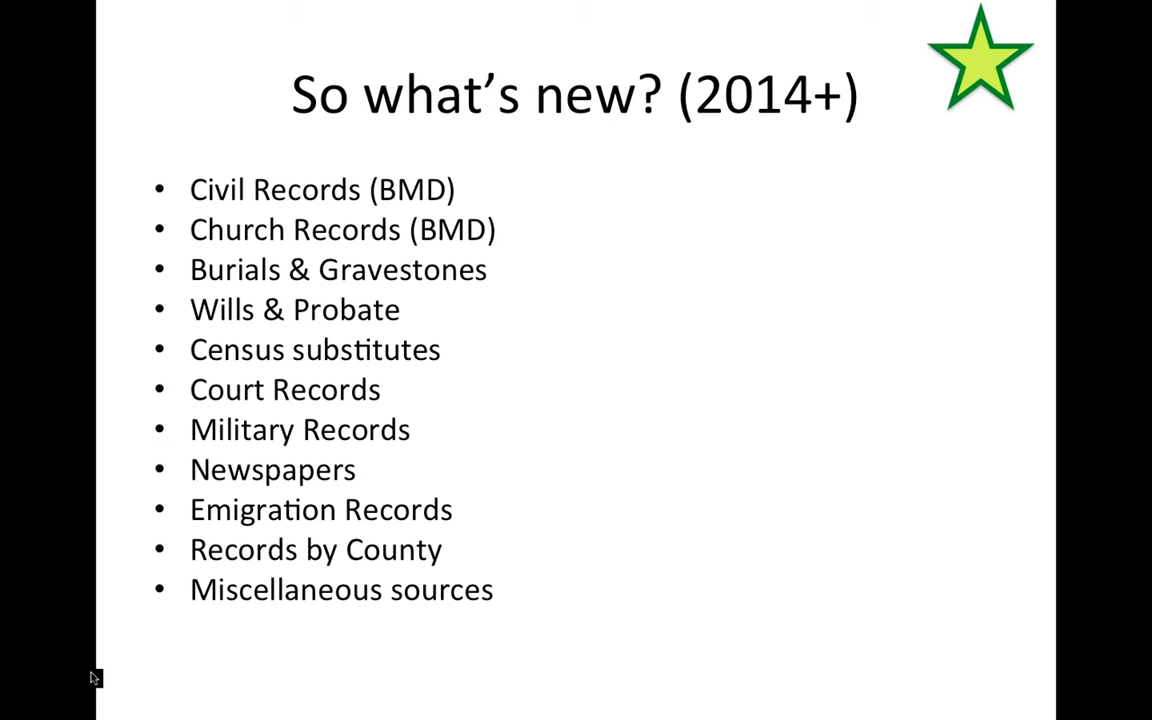 So what's new? (2014+)
• Civil Records (BMD)
• Church Records (BMD)
• Burials & Gravestones
• Wills & Probate
• Census substitutes
• Court Records
• Military Records
• Newspapers
• Emigration Records
• Records by County
• Miscellaneous sources